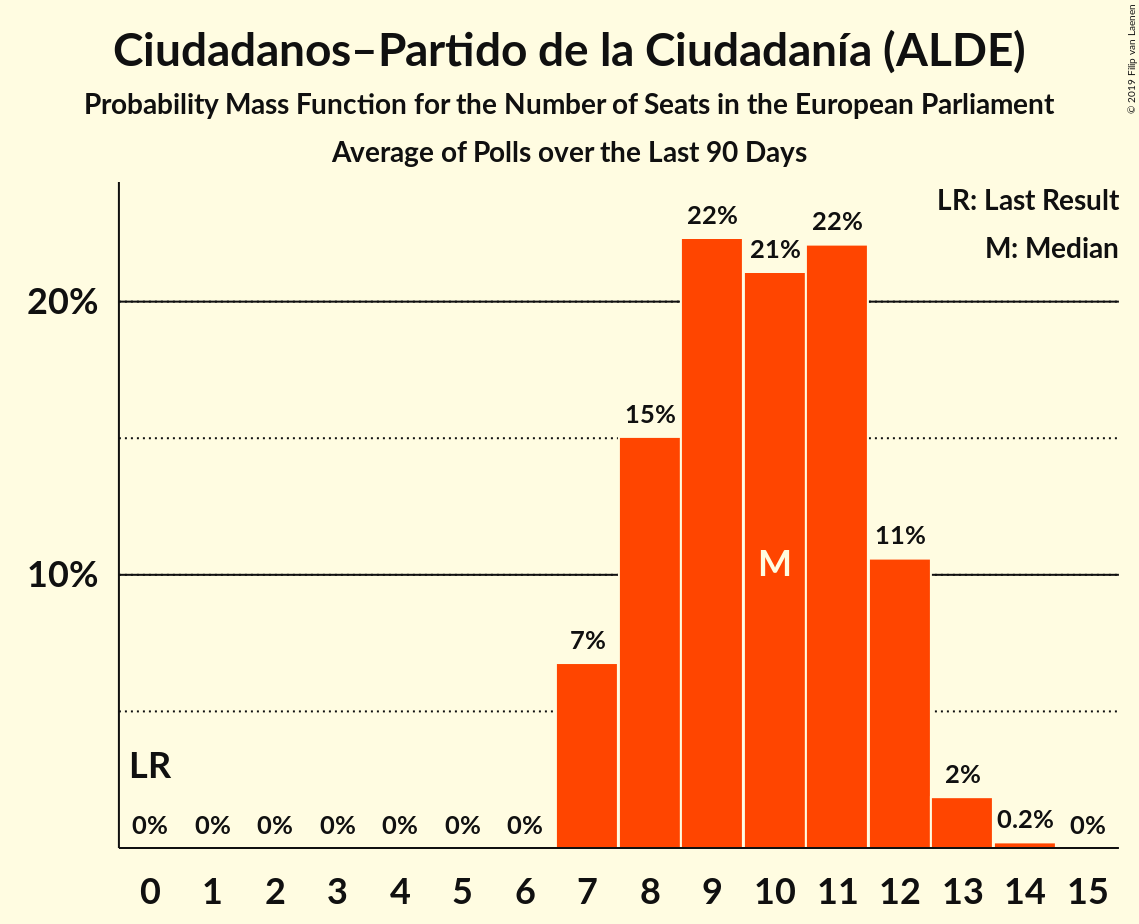 Ciudadanos–Partido de la Ciudadanía (ALDE)
Probability Mass Function for the Number of Seats in the European Parliament
Average of Polls over the Last 90 Days
© 2019 Filip van Laenen
LR: Last Result
M: Median
22%
21%
22%
20%
15%
11%
M
10%
7%
LR
2%
0%
0%
0%
0%
0%
0%
0%
0.2%
0%
0 1 2 3 4 5 6 7 8 9 10 11 12 13 14 15